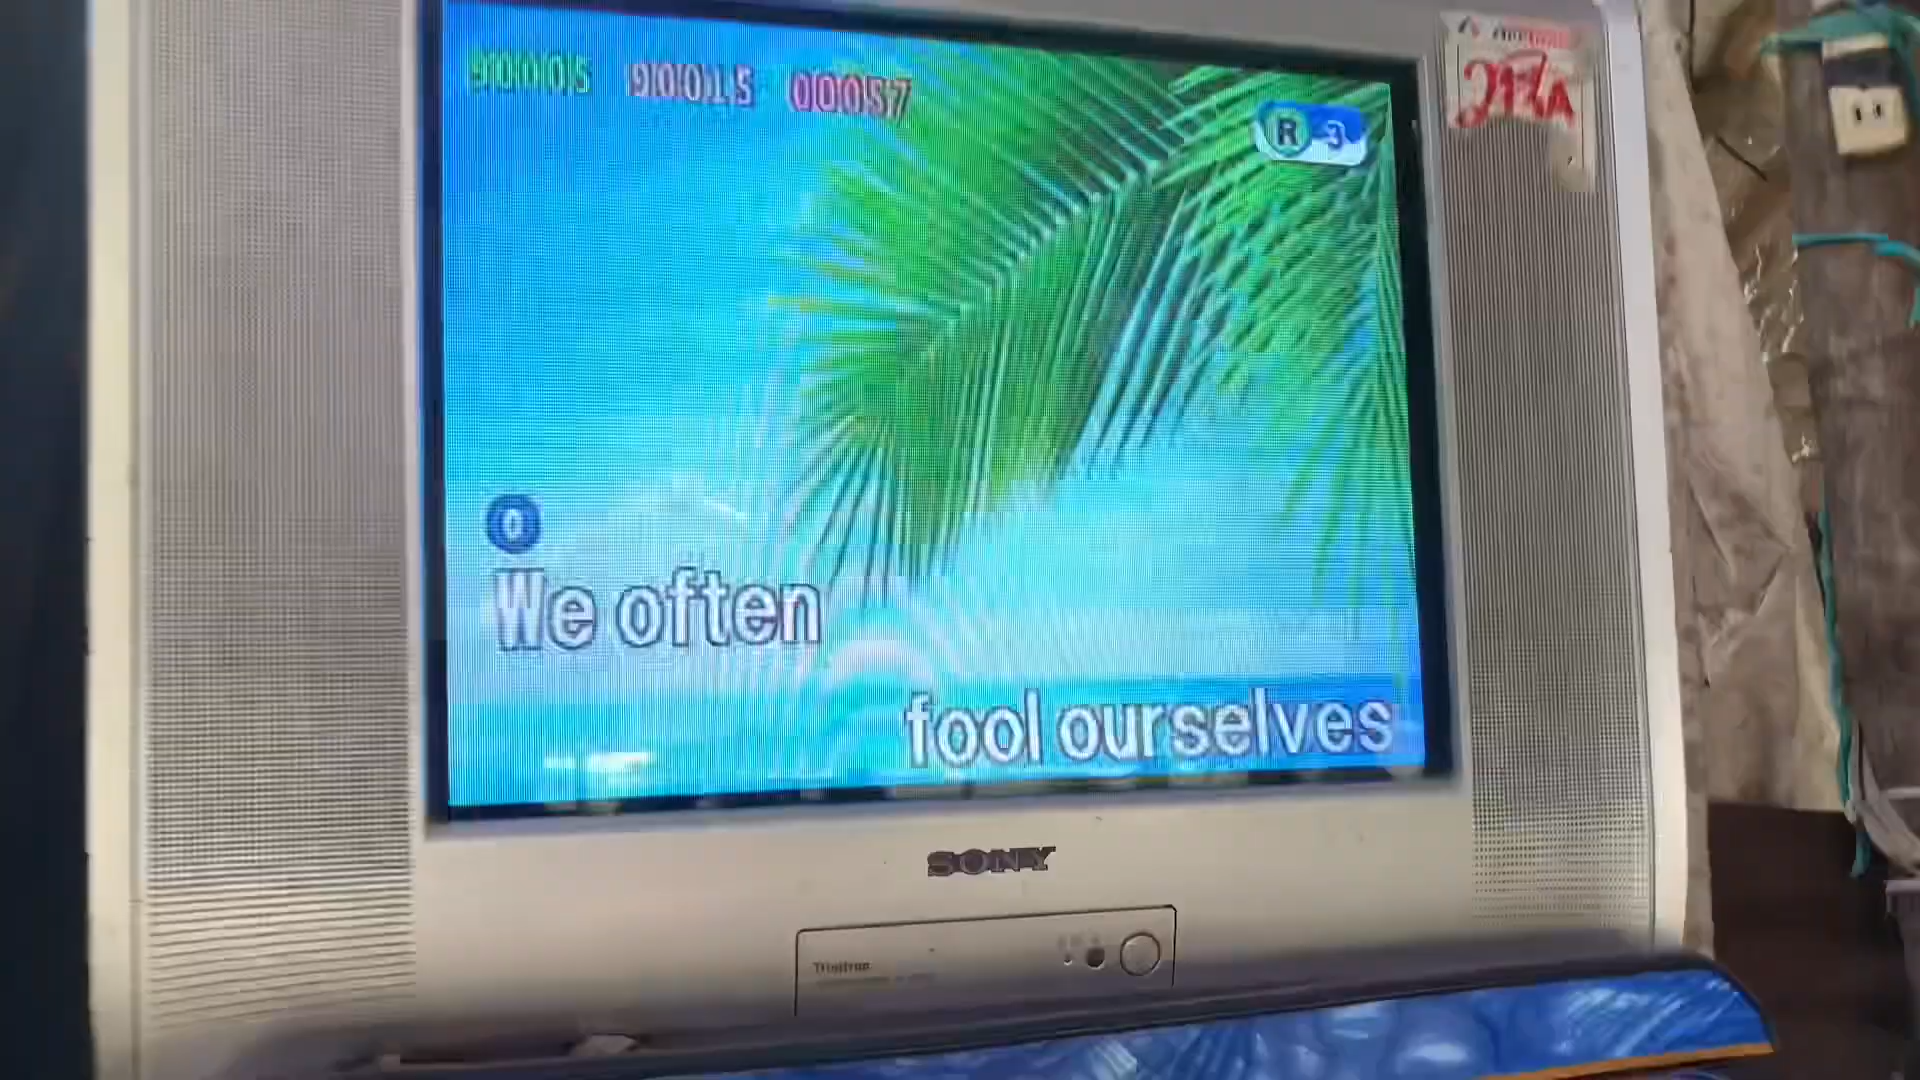 90005 90015 00057
R 3
0
We often
fool ourselves
SONY
Trinitron